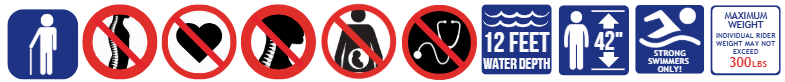 12 FEET
WATER DEPTH
42"
STRONG
SWIMMERS
ONLY!
MAXIMUM
WEIGHT
INDIVIDUAL RIDER
WEIGHT MAY NOT
EXCEED
300LBS